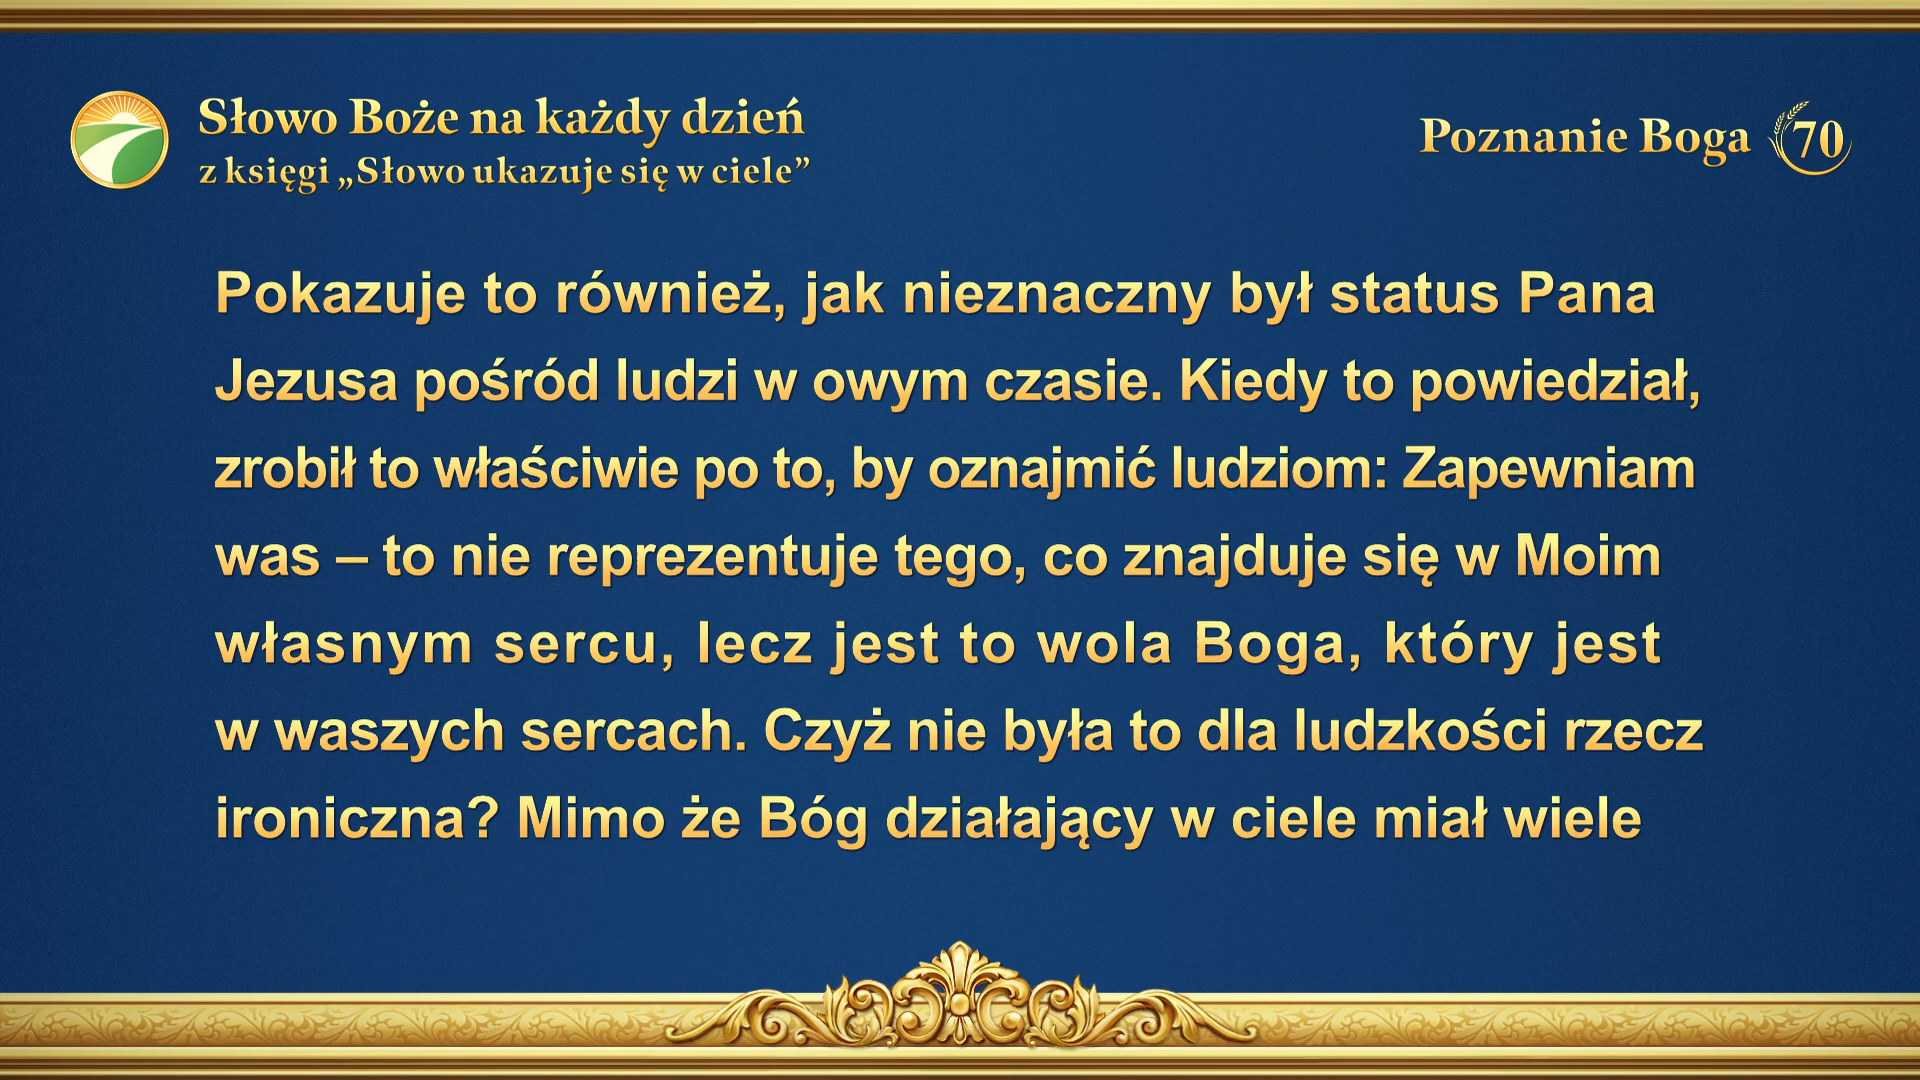 Słowo Boże na każdy dzień
z księgi „Słowo ukazuje się w ciele”
Poznanie Boga 70
Pokazuje to również, jak nieznaczny był status Pana
Jezusa pośród ludzi w owym czasie. Kiedy to powiedział,
zrobił to właściwie po to, by oznajmić ludziom: Zapewniam
was – to nie reprezentuje tego, co znajduje się w Moim
własnym sercu, lecz jest to wola Boga, który jest
w waszych sercach. Czyż nie była to dla ludzkości rzecz
ironiczna? Mimo że Bóg działający w ciele miał wiele